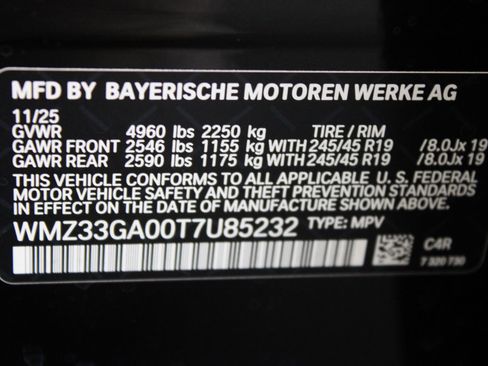 MFD BY BAYERISCHE MOTOREN WERKE AG
11/25
GVWR 4960 lbs 2250 kg TIRE / RIM
GAWR FRONT 2546 lbs 1155 kg WITH 245/45 R19 /8.0Jx 19
GAWR REAR 2590 lbs 1175 kg WITH 245/45 R19 /8.0Jx 19
THIS VEHICLE CONFORMS TO ALL APPLICABLE U. S. FEDERAL
MOTOR VEHICLE SAFETY AND THEFT PREVENTION STANDARDS
IN EFFECT ON THE DATE OF MANUFACTURE SHOWN ABOVE.
WMZ33GA00T7U85232 TYPE: MPV
C4R
7 320 730